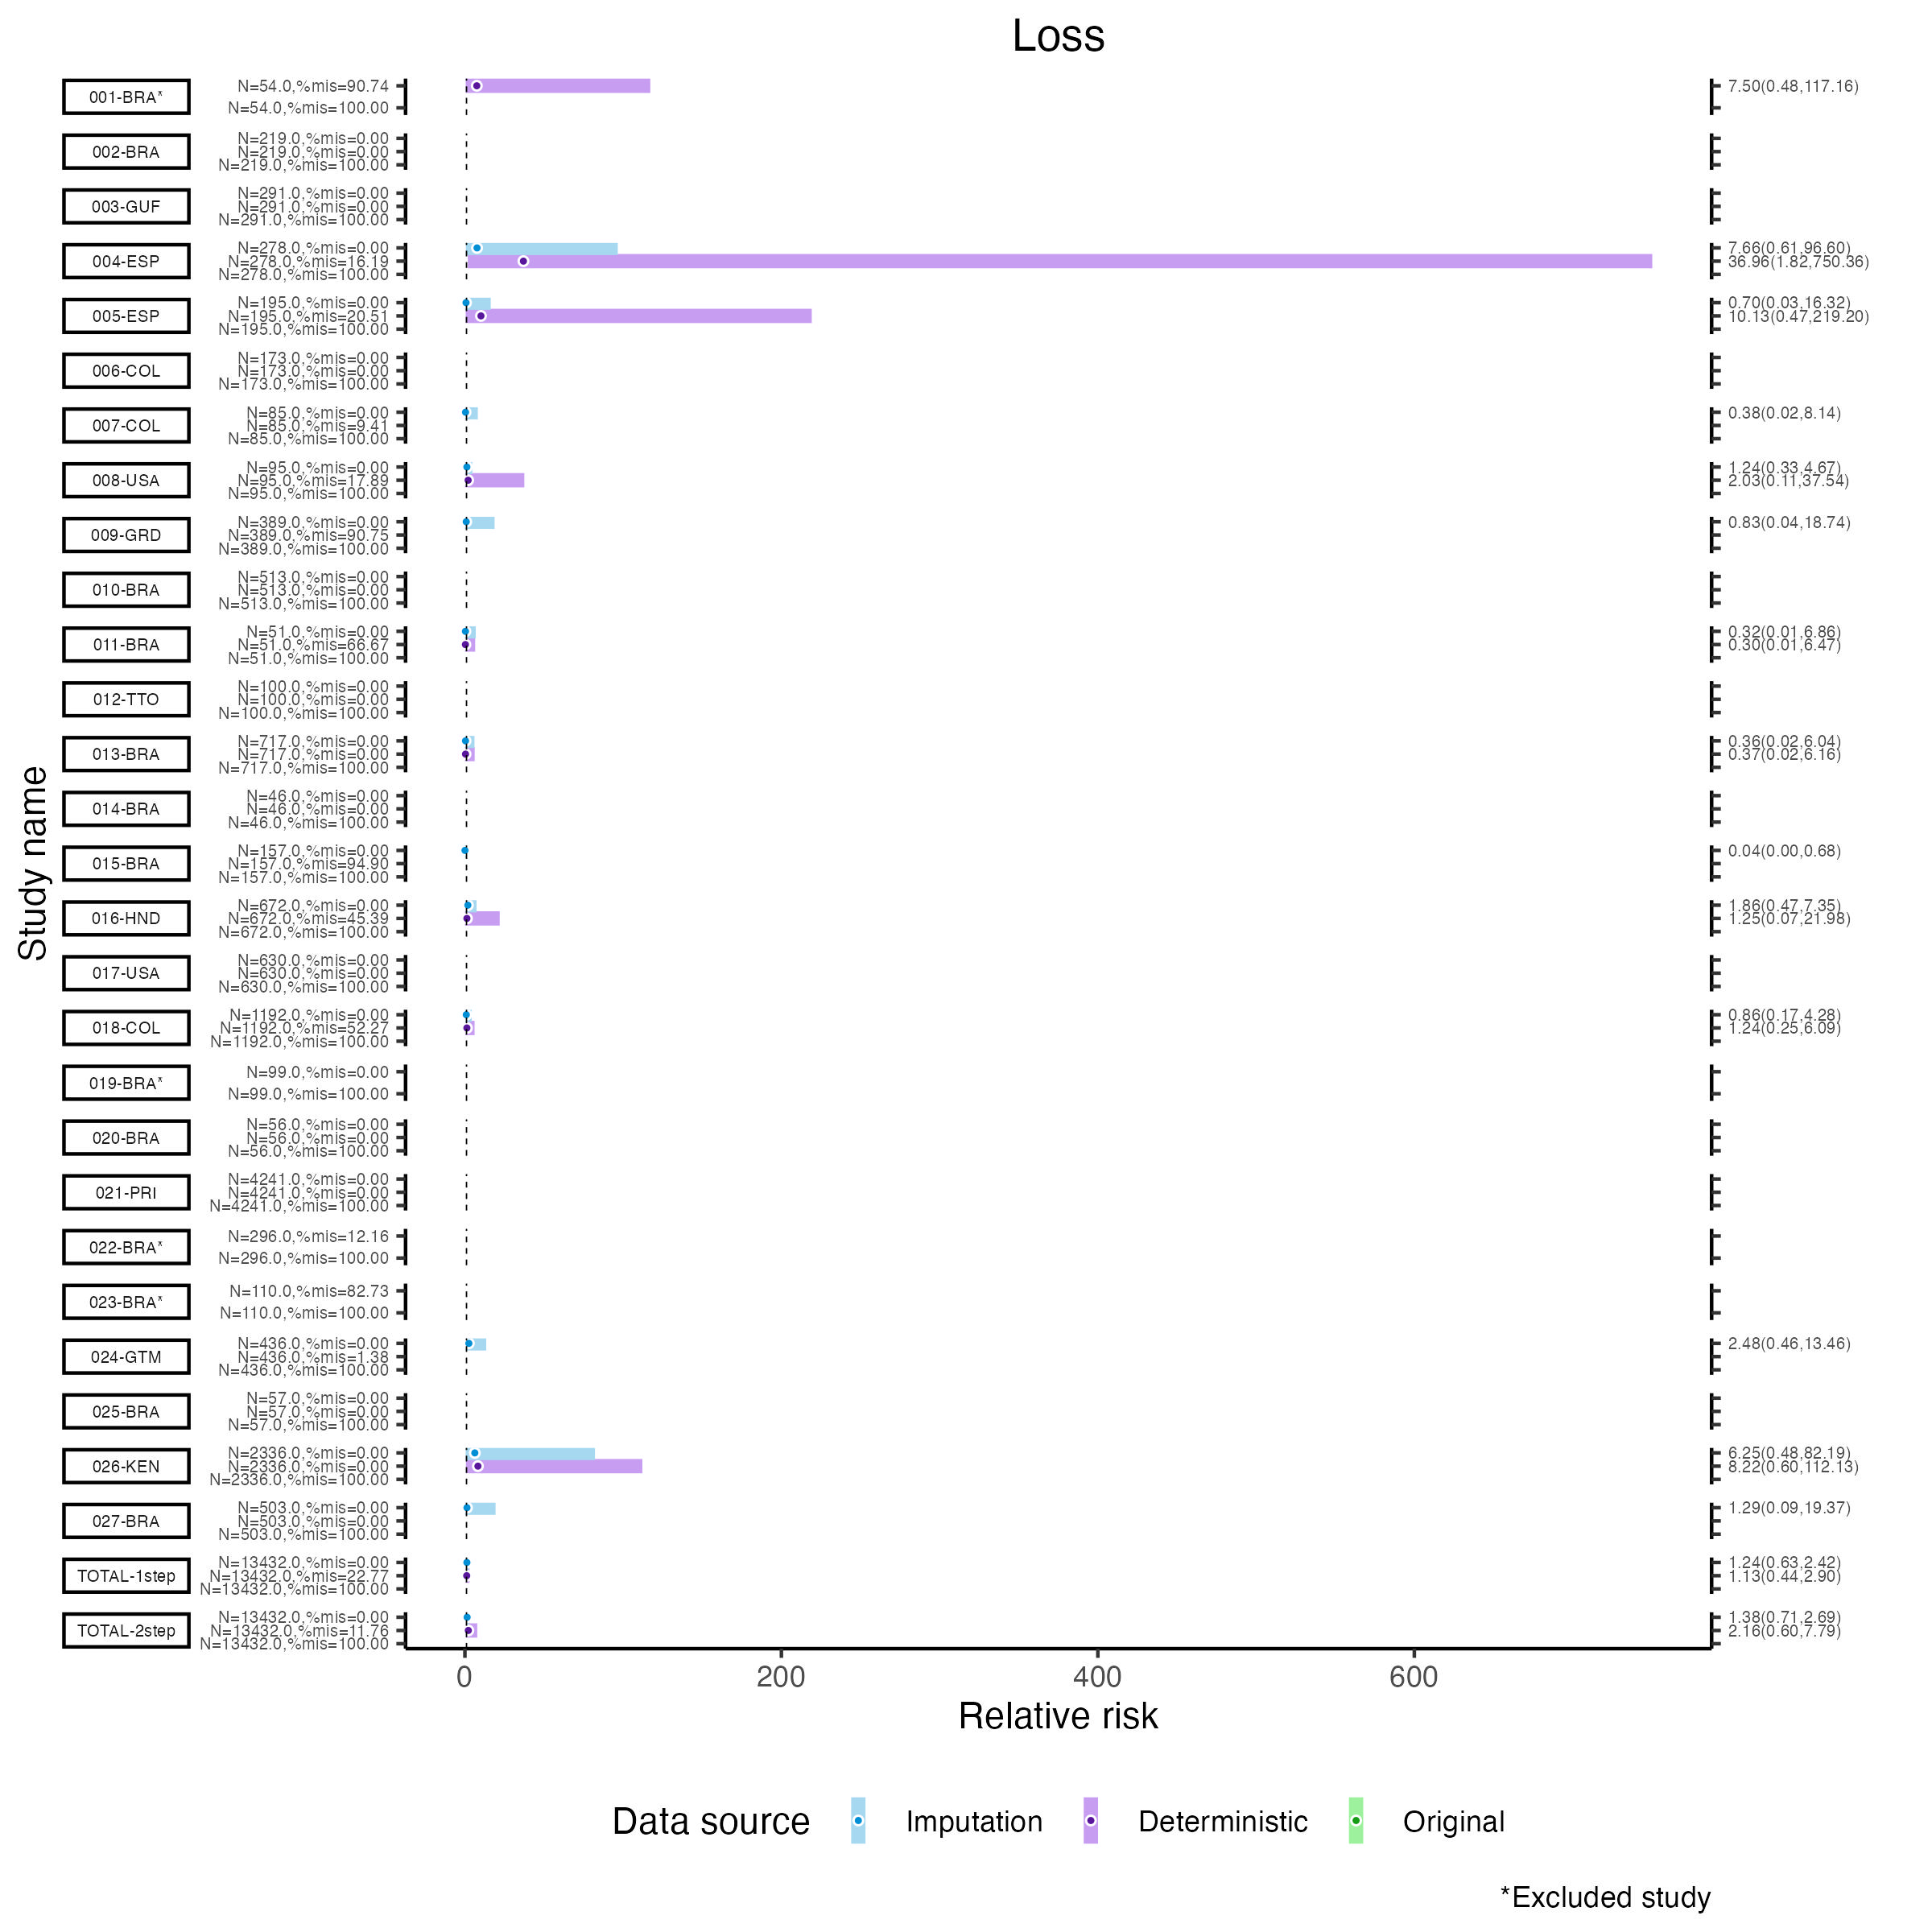 Loss
Study name
001-BRA*
N=54.0,%mis=90.74
7.50(0.48,117.16)
N=54.0,%mis=100.00
002-BRA
N=219.0,%mis=0.00
N=219.0,%mis=0.00
N=219.0,%mis=100.00
003-GUF
N=291.0,%mis=0.00
N=291.0,%mis=0.00
N=291.0,%mis=100.00
004-ESP
N=278.0,%mis=0.00
7.66(0.61,96.60)
N=278.0,%mis=16.19
36.96(1.82,750.36)
N=278.0,%mis=100.00
005-ESP
N=195.0,%mis=0.00
0.70(0.03,16.32)
N=195.0,%mis=20.51
10.13(0.47,219.20)
N=195.0,%mis=100.00
006-COL
N=173.0,%mis=0.00
N=173.0,%mis=0.00
N=173.0,%mis=100.00
007-COL
N=85.0,%mis=0.00
0.38(0.02,8.14)
N=85.0,%mis=9.41
N=85.0,%mis=100.00
008-USA
N=95.0,%mis=0.00
1.24(0.33,4.67)
N=95.0,%mis=17.89
2.03(0.11,37.54)
N=95.0,%mis=100.00
009-GRD
N=389.0,%mis=0.00
0.83(0.04,18.74)
N=389.0,%mis=90.75
N=389.0,%mis=100.00
010-BRA
N=513.0,%mis=0.00
N=513.0,%mis=0.00
N=513.0,%mis=100.00
011-BRA
N=51.0,%mis=0.00
0.32(0.01,6.86)
N=51.0,%mis=66.67
0.30(0.01,6.47)
N=51.0,%mis=100.00
012-TTO
N=100.0,%mis=0.00
N=100.0,%mis=0.00
N=100.0,%mis=100.00
013-BRA
N=717.0,%mis=0.00
0.36(0.02,6.04)
N=717.0,%mis=0.00
0.37(0.02,6.16)
N=717.0,%mis=100.00
014-BRA
N=46.0,%mis=0.00
N=46.0,%mis=0.00
N=46.0,%mis=100.00
015-BRA
N=157.0,%mis=0.00
0.04(0.00,0.68)
N=157.0,%mis=94.90
N=157.0,%mis=100.00
016-HND
N=672.0,%mis=0.00
1.86(0.47,7.35)
N=672.0,%mis=45.39
1.25(0.07,21.98)
N=672.0,%mis=100.00
017-USA
N=630.0,%mis=0.00
N=630.0,%mis=0.00
N=630.0,%mis=100.00
018-COL
N=1192.0,%mis=0.00
0.86(0.17,4.28)
N=1192.0,%mis=52.27
1.24(0.25,6.09)
N=1192.0,%mis=100.00
019-BRA*
N=99.0,%mis=0.00
N=99.0,%mis=100.00
020-BRA
N=56.0,%mis=0.00
N=56.0,%mis=0.00
N=56.0,%mis=100.00
021-PRI
N=4241.0,%mis=0.00
N=4241.0,%mis=0.00
N=4241.0,%mis=100.00
022-BRA*
N=296.0,%mis=12.16
N=296.0,%mis=100.00
023-BRA*
N=110.0,%mis=82.73
N=110.0,%mis=100.00
024-GTM
N=436.0,%mis=0.00
2.48(0.46,13.46)
N=436.0,%mis=1.38
N=436.0,%mis=100.00
025-BRA
N=57.0,%mis=0.00
N=57.0,%mis=0.00
N=57.0,%mis=100.00
026-KEN
N=2336.0,%mis=0.00
6.25(0.48,82.19)
N=2336.0,%mis=0.00
8.22(0.60,112.13)
N=2336.0,%mis=100.00
027-BRA
N=503.0,%mis=0.00
1.29(0.09,19.37)
N=503.0,%mis=0.00
N=503.0,%mis=100.00
TOTAL-1step
N=13432.0,%mis=0.00
1.24(0.63,2.42)
N=13432.0,%mis=22.77
1.13(0.44,2.90)
N=13432.0,%mis=100.00
TOTAL-2step
N=13432.0,%mis=0.00
1.38(0.71,2.69)
N=13432.0,%mis=11.76
2.16(0.60,7.79)
N=13432.0,%mis=100.00
0 200 400 600
Relative risk
Data source Imputation Deterministic Original
*Excluded study